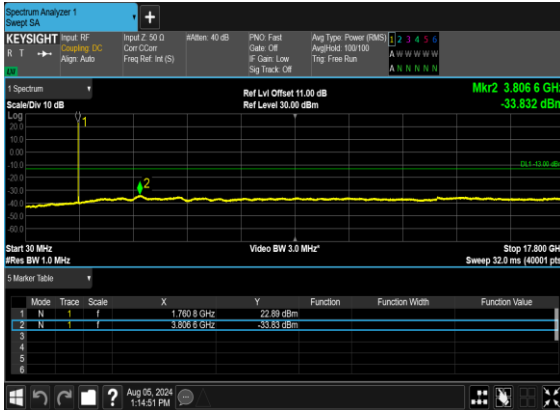 Spectrum Analyzer 1
Swept SA
KEYSIGHT Input: RF Input Z: 50 Ω #Atten: 40 dB PNO: Fast Avg Type: Power (RMS) 1 2 3 4 5 6
R T Coupling: DC Corr CCorr Gate: Off Avg|Hold: 100/100 A W W W W W
Align: Auto Freq Ref: Int (S) IF Gain: Low Trig: Free Run
Sig Track: Off A N N N N N
1 Spectrum
Ref Lvl Offset 11.00 dB Mkr2 3.806 6 GHz
Scale/Div 10 dB Ref Level 30.00 dBm -33.832 dBm
Log
20.0
10.0
0.00
-10.0
-20.0
-30.0
-40.0
-50.0
-60.0
1
2
DL1 -13.00 dBm
Start 30 MHz Video BW 3.0 MHz* Stop 17.800 GH
#Res BW 1.0 MHz Sweep 32.0 ms (40001 pts
5 Marker Table
Mode Trace Scale X Y Function Function Width Function Value
1 N 1 f 1.760 8 GHz 22.89 dBm
2 N 1 f 3.806 6 GHz -33.83 dBm
3
4
5
6
Aug 05, 2024
1:14:51 PM